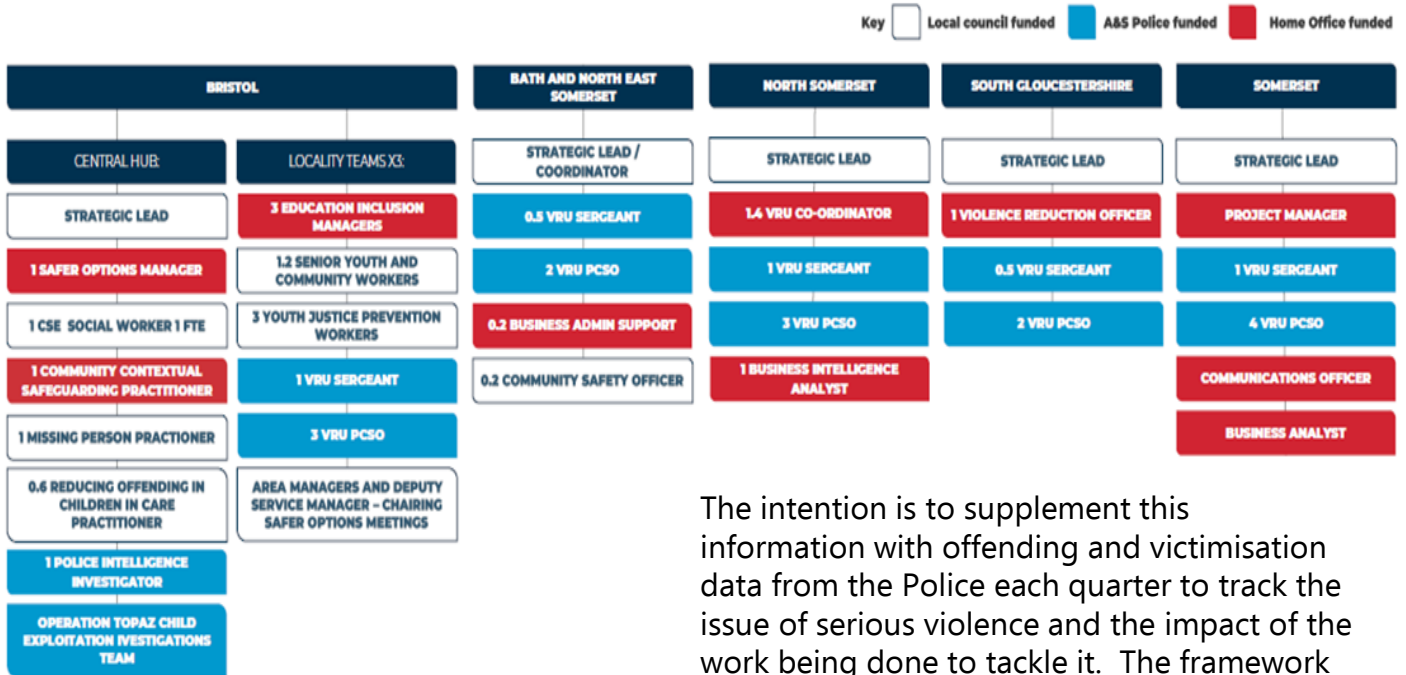 Key Local council funded A&S Police funded Home Office funded
BRISTOL
CENTRAL HUB:
STRATEGIC LEAD
1 SAFER OPTIONS MANAGER
1 CSE SOCIAL WORKER 1 FTE
1 COMMUNITY CONTEXTUAL
SAFEGUARDING PRACTITIONER
1 MISSING PERSON PRACTIONER
0.6 REDUCING OFFENDING IN
CHILDREN IN CARE
PRACTITIONER
1 POLICE INTELLIGENCE
INVESTIGATOR
OPERATION TOPAZ CHILD
EXPLOITATION IVESTIGATIONS
TEAM
LOCALITY TEAMS X3:
3 EDUCATION INCLUSION
MANAGERS
1.2 SENIOR YOUTH AND
COMMUNITY WORKERS
3 YOUTH JUSTICE PREVENTION
WORKERS
1 VRU SERGEANT
3 VRU PCSO
AREA MANAGERS AND DEPUTY
SERVICE MANAGER – CHAIRING
SAFER OPTIONS MEETINGS
BATH AND NORTH EAST
SOMERSET
STRATEGIC LEAD /
COORDINATOR
0.5 VRU SERGEANT
2 VRU PCSO
0.2 BUSINESS ADMIN SUPPORT
0.2 COMMUNITY SAFETY OFFICER
NORTH SOMERSET
STRATEGIC LEAD
1.4 VRU CO-ORDINATOR
1 VRU SERGEANT
3 VRU PCSO
1 BUSINESS INTELLIGENCE
ANALYST
SOUTH GLOUCESTERSHIRE
STRATEGIC LEAD
1 VIOLENCE REDUCTION OFFICER
0.5 VRU SERGEANT
2 VRU PCSO
SOMERSET
STRATEGIC LEAD
PROJECT MANAGER
1 VRU SERGEANT
4 VRU PCSO
COMMUNICATIONS OFFICER
BUSINESS ANALYST
The intention is to supplement this
information with offending and victimisation
data from the Police each quarter to track the
issue of serious violence and the impact of the
work being done to tackle it. The framework